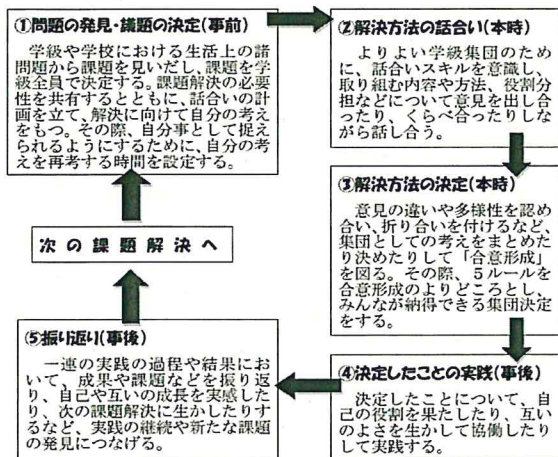 ①問題の発見・議題の決定(事前)
学級や学校における生活上の諸
問題から課題を見いだし、課題を学
級全員で決定する。課題解決の必要
性を共有するとともに、話合いの計
画を立て、解決に向けて自分の考え
をもつ。その際、自分事として捉え
られるようにするために、自分の考
えを再考する時間を設定する。
②解決方法の話合い(本時)
よりよい学級集団のため
に、話合いスキルを意識し、
取り組む内容や方法、役割分
担などについて意見を出し合
ったり、くらべ合ったりしな
がら話し合う。
③解決方法の決定(本時)
意見の違いや多様性を認め
合い、折り合いを付けるなど、
集団としての考えをまとめた
り決めたりして「合意形成」
を図る。その際、5ルールを
合意形成のよりどころとし、
みんなが納得できる集団決定
をする。
④決定したことの実践(事後)
決定したことについて、自
己の役割を果たしたり、互い
のよさを生かして協働したり
して実践する。
⑤振り返り(事後)
一連の実践の過程や結果にお
いて、成果や課題などを振り返
り、自己や互いの成長を実感した
り、次の課題解決に生かしたりす
るなど、実践の継続や新たな課題
の発見につなげる。
次の課題解決へ